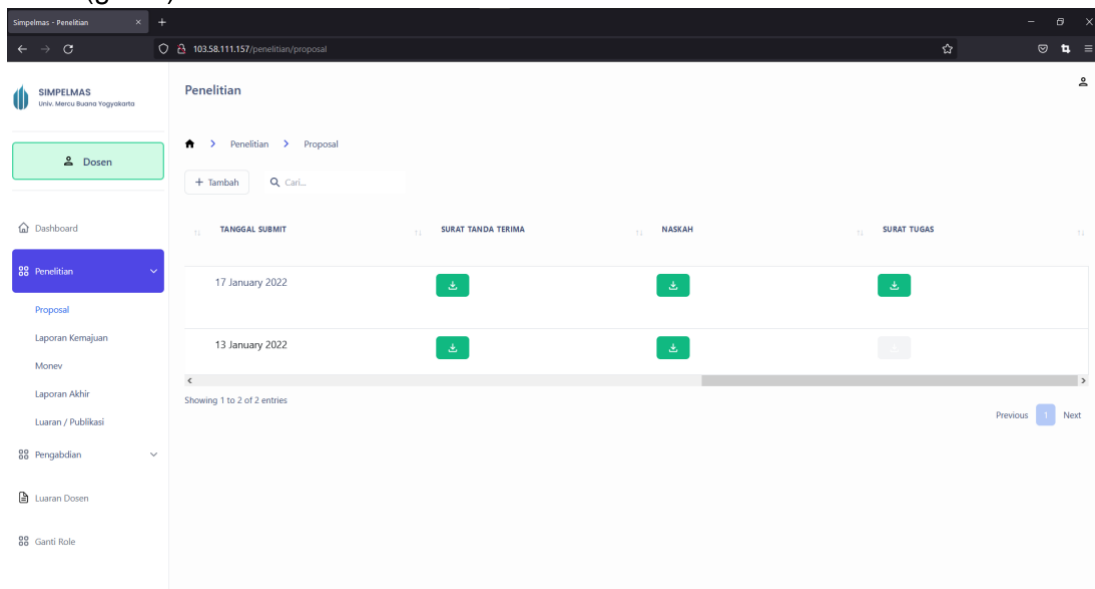 Simpelmas - Penelitian
103.58.111.157/penelitian/proposal
SIMPELMAS
Univ. Mercu Buana Yogyakarta
Dosen
Dashboard
Penelitian
Proposal
Laporan Kemajuan
Monev
Laporan Akhir
Luaran / Publikasi
Pengabdian
Luaran Dosen
Ganti Role
Penelitian
Penelitian Proposal
+ Tambah Cari...
TANGGAL SUBMIT SURAT TANDA TERIMA NASKAH SURAT TUGAS
17 January 2022
13 January 2022
Showing 1 to 2 of 2 entries
Previous 1 Next